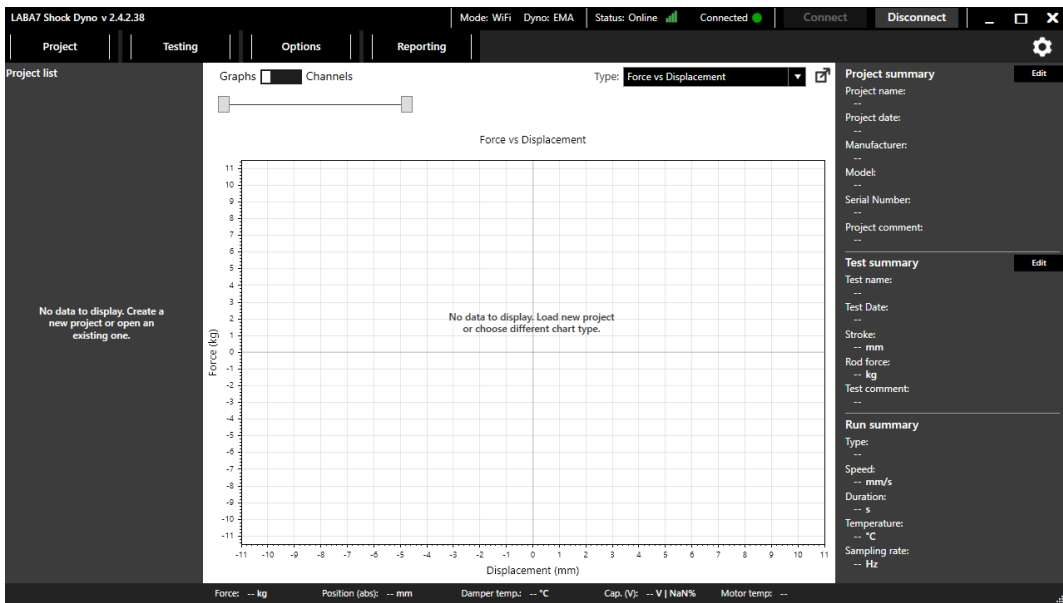 LABA7 Shock Dyno v 2.4.2.38
Mode: WiFi Dyno: EMA Status: Online Connected Connect Disconnect
Project Testing Options Reporting
Project list
No data to display. Create a
new project or open an
existing one.
Graphs Channels
Type: Force vs Displacement
Force vs Displacement
Force (kg)
11
10
9
8
7
6
5
4
3
2
1
0
-1
-2
-3
-4
-5
-6
-7
-8
-9
-10
-11
No data to display. Load new project
or choose different chart type.
-11 -10 -9 -8 -7 -6 -5 -4 -3 -2 -1 0 1 2 3 4 5 6 7 8 9 10 11
Displacement (mm)
Project summary Edit
Project name:
--
Project date:
--
Manufacturer:
--
Model:
--
Serial Number:
--
Project comment:
--
Test summary Edit
Test name:
--
Test Date:
--
Stroke:
-- mm
Rod force:
-- kg
Test comment:
--
Run summary
Type:
--
Speed:
-- mm/s
Duration:
-- s
Temperature:
-- °C
Sampling rate:
-- Hz
Force: -- kg Position (abs): -- mm Damper temp.: -- °C Cap. (V): -- V | NaN% Motor temp: --